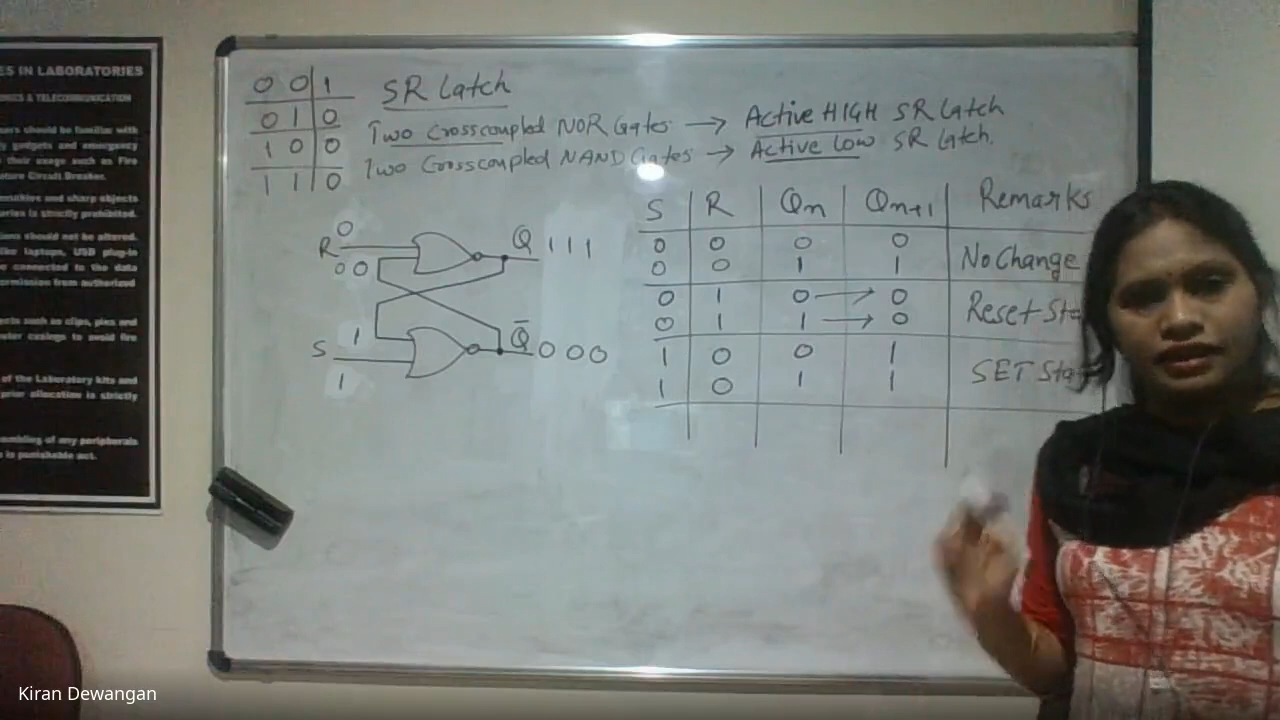 ES IN LABORATORIES
0 0 1
0 1 0
1 0 0
1 1 0
SR Latch
Two Crosscoupled NOR Gates → Active HIGH SR Latch
Two Crosscoupled NAND Gates → Active Low SR Latch.
0
R
0 0
Q 1 1 1
1
S
1
Q̅ 0 0 0
S R Qn Qn+1 Remarks
0 0 0 0
0 0 1 1
No Change
0 1 0 → 0
0 1 1 → 0
Reset Sta
1 0 0 1
1 0 1 1
SET Sta
Kiran Dewangan